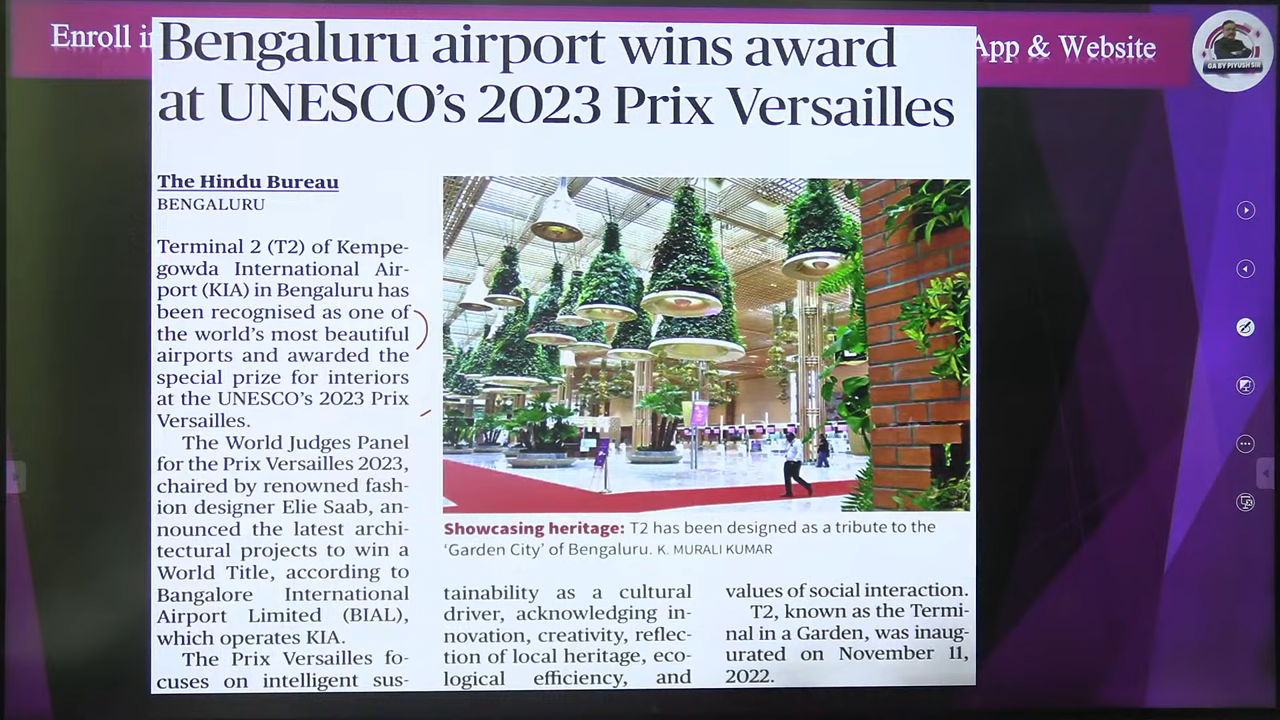 Enroll in
App & Website
GA BY PIYUSH SIR
Bengaluru airport wins award
at UNESCO’s 2023 Prix Versailles
The Hindu Bureau
BENGALURU
Terminal 2 (T2) of Kempe-
gowda International Air-
port (KIA) in Bengaluru has
been recognised as one of
the world’s most beautiful
airports and awarded the
special prize for interiors
at the UNESCO’s 2023 Prix
Versailles.
The World Judges Panel
for the Prix Versailles 2023,
chaired by renowned fash-
ion designer Elie Saab, an-
nounced the latest archi-
tectural projects to win a
World Title, according to
Bangalore International
Airport Limited (BIAL),
which operates KIA.
The Prix Versailles fo-
cuses on intelligent sus-
Showcasing heritage: T2 has been designed as a tribute to the
‘Garden City’ of Bengaluru. K. MURALI KUMAR
tainability as a cultural
driver, acknowledging in-
novation, creativity, reflec-
tion of local heritage, eco-
logical efficiency, and
values of social interaction.
T2, known as the Termi-
nal in a Garden, was inaug-
urated on November 11,
2022.